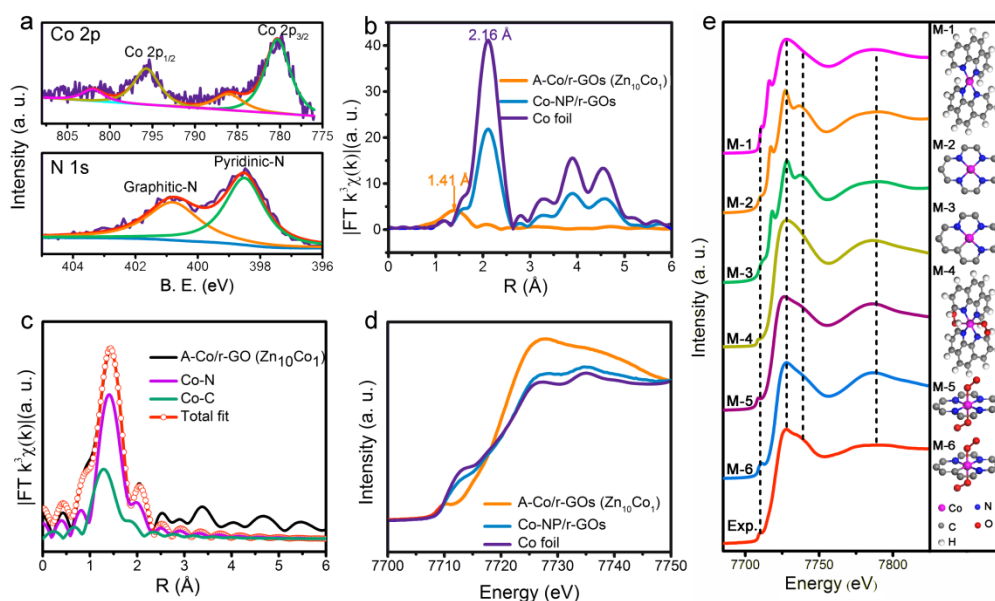 a
Co 2p
Co 2p1/2
Co 2p3/2
805 800 795 790 785 780 775
N 1s
Graphitic-N
Pyridinic-N
404 402 400 398 396
B. E. (eV)
Intensity (a. u.)
b
2.16 Å
A-Co/r-GOs (Zn10Co1)
Co-NP/r-GOs
Co foil
1.41 Å
40
30
20
10
0
0 1 2 3 4 5 6
R (Å)
|FT k3χ(k)|(a. u.)
c
A-Co/r-GO (Zn10Co1)
Co-N
Co-C
Total fit
0 1 2 3 4 5 6
R (Å)
|FT k3χ(k)|(a. u.)
d
A-Co/r-GOs (Zn10Co1)
Co-NP/r-GOs
Co foil
7700 7710 7720 7730 7740 7750
Energy (eV)
Intensity (a. u.)
e
M-1
M-2
M-3
M-4
M-5
M-6
Exp.
7700 7750 7800
Energy (eV)
Intensity (a. u.)
M-1
M-2
M-3
M-4
M-5
M-6
Co N
C O
H